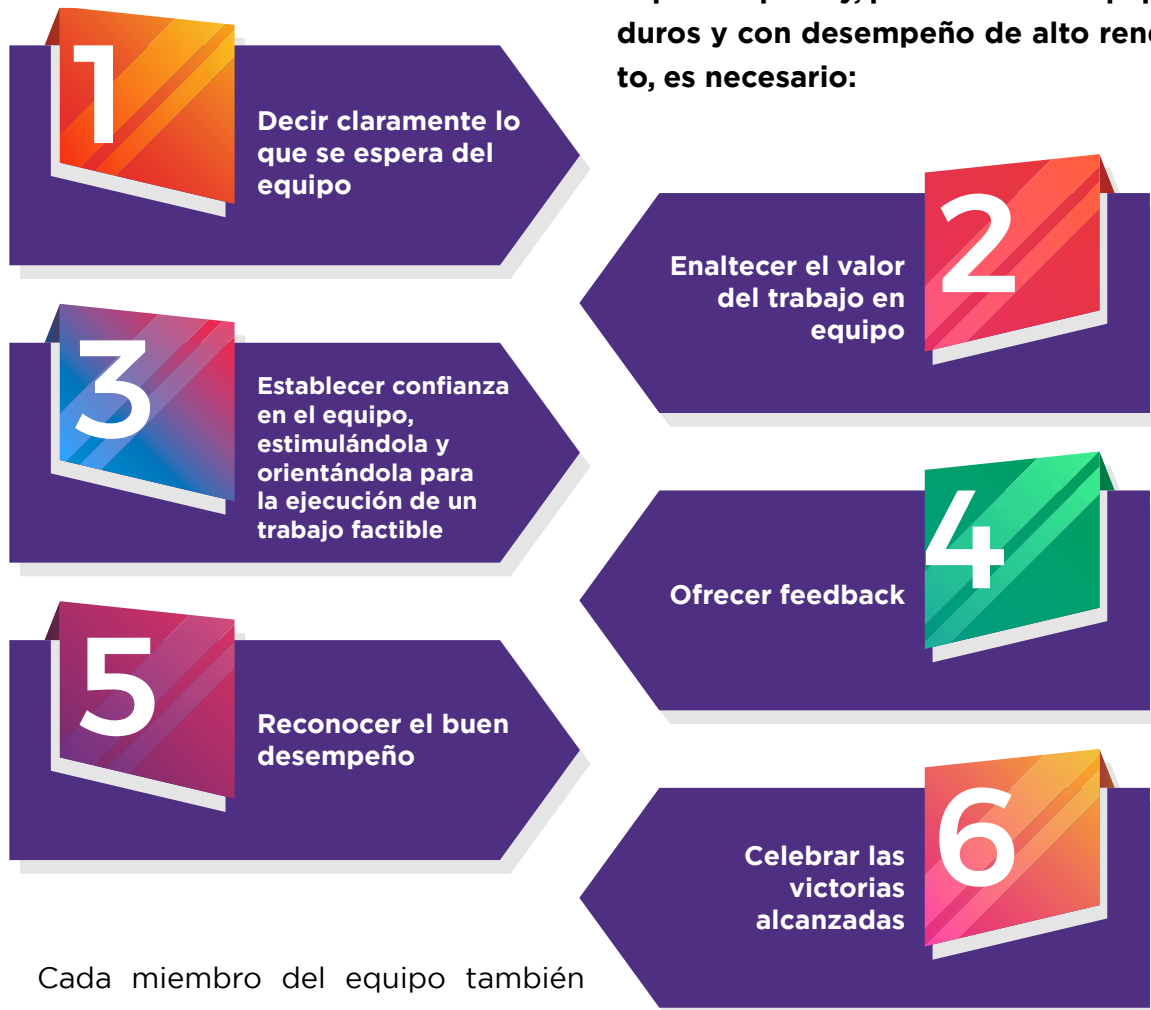 duros y con desempeño de alto
to, es necesario:
1
Decir claramente lo
que se espera del
equipo
2
Enaltecer el valor
del trabajo en
equipo
3
Establecer confianza
en el equipo,
estimulándola y
orientándola para
la ejecución de un
trabajo factible
4
Ofrecer feedback
5
Reconocer el buen
desempeño
6
Celebrar las
victorias
alcanzadas
Cada miembro del equipo también